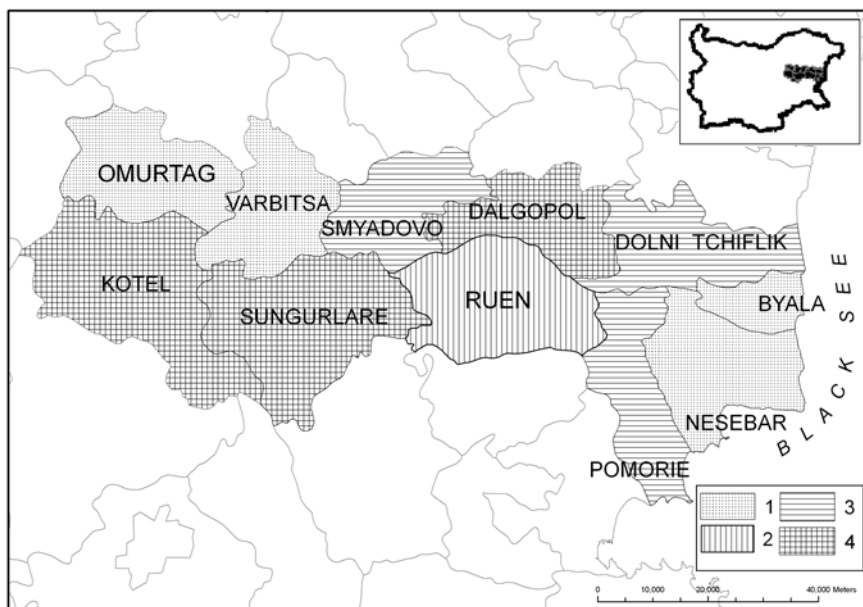 OMURTAG
VARBITSA
SMYADOVO
DALGOPOL
DOLNI TCHIFLIK
KOTEL
SUNGURLARE
RUEN
BYALA
NESEBAR
POMORIE
BLACK SEE
1 3
2 4
0 10,000 20,000 40,000 Meters